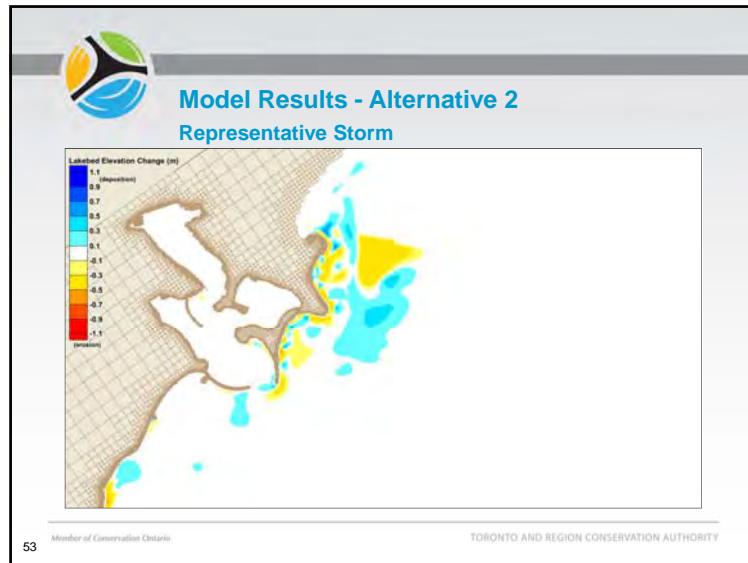 Model Results - Alternative 2
Representative Storm
Lakebed Elevation Change (m)
1.1
(deposition)
0.9
0.7
0.5
0.3
0.1
-0.1
-0.3
-0.5
-0.7
-0.9
-1.1
(erosion)
Member of Conservation Ontario
TORONTO AND REGION CONSERVATION AUTHORITY
53